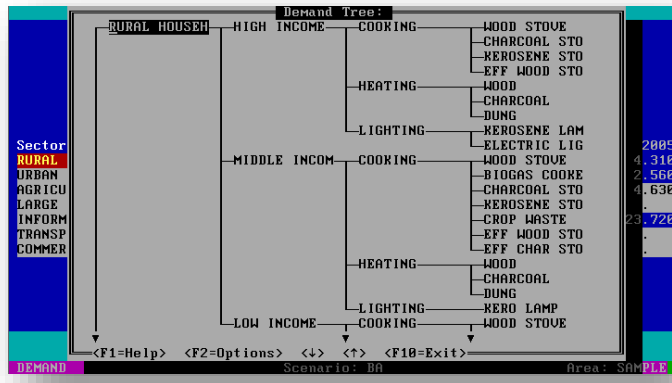 Demand Tree:
RURAL HOUSEH HIGH INCOME COOKING WOOD STOVE
CHARCOAL STO
KEROSENE STO
EFF WOOD STO
HEATING WOOD
CHARCOAL
DUNG
LIGHTING KEROSENE LAM
Sector ELECTRIC LIG 2005
RURAL MIDDLE INCOM COOKING WOOD STOVE 4.310
URBAN BIOGAS COOKE 2.560
AGRICU CHARCOAL STO 4.630
LARGE KEROSENE STO .
INFORM CROP WASTE 23.720
TRANSP EFF WOOD STO .
COMMER EFF CHAR STO .
HEATING WOOD
CHARCOAL
DUNG
LIGHTING KERO LAMP
LOW INCOME COOKING WOOD STOVE
<F1=Help> <F2=Options> <↓> <↑> <F10=Exit>
DEMAND Scenario: BA Area: SAMPLE